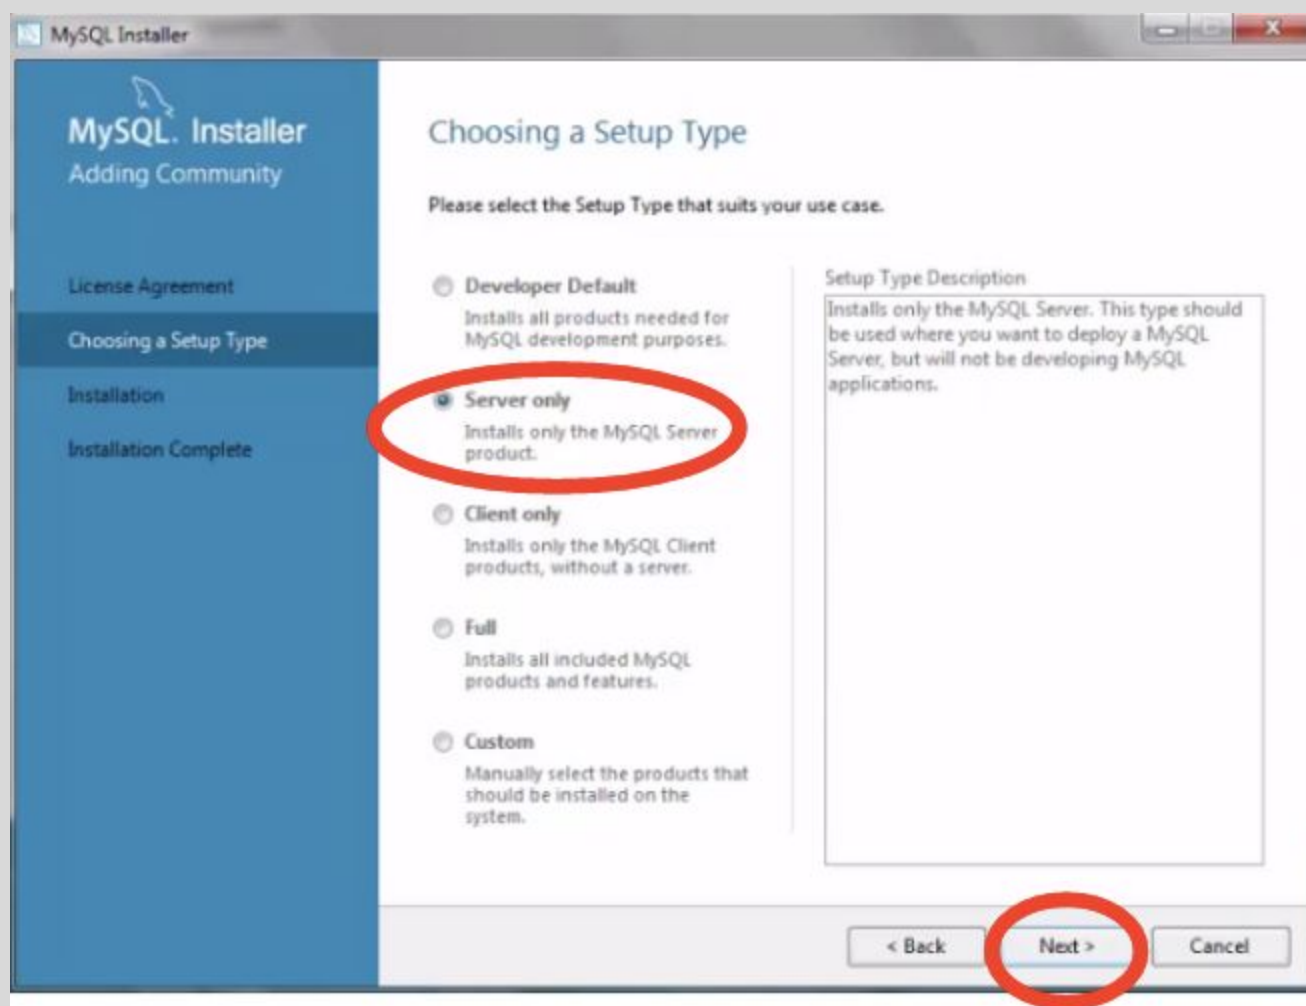 MySQL Installer
MySQL. Installer
Adding Community
License Agreement
Choosing a Setup Type
Installation
Installation Complete
Choosing a Setup Type
Please select the Setup Type that suits your use case.
Developer Default
Installs all products needed for
MySQL development purposes.
Server only
Installs only the MySQL Server
product.
Client only
Installs only the MySQL Client
products, without a server.
Full
Installs all included MySQL
products and features.
Custom
Manually select the products that
should be installed on the
system.
Setup Type Description
Installs only the MySQL Server. This type should
be used where you want to deploy a MySQL
Server, but will not be developing MySQL
applications.
< Back
Next >
Cancel